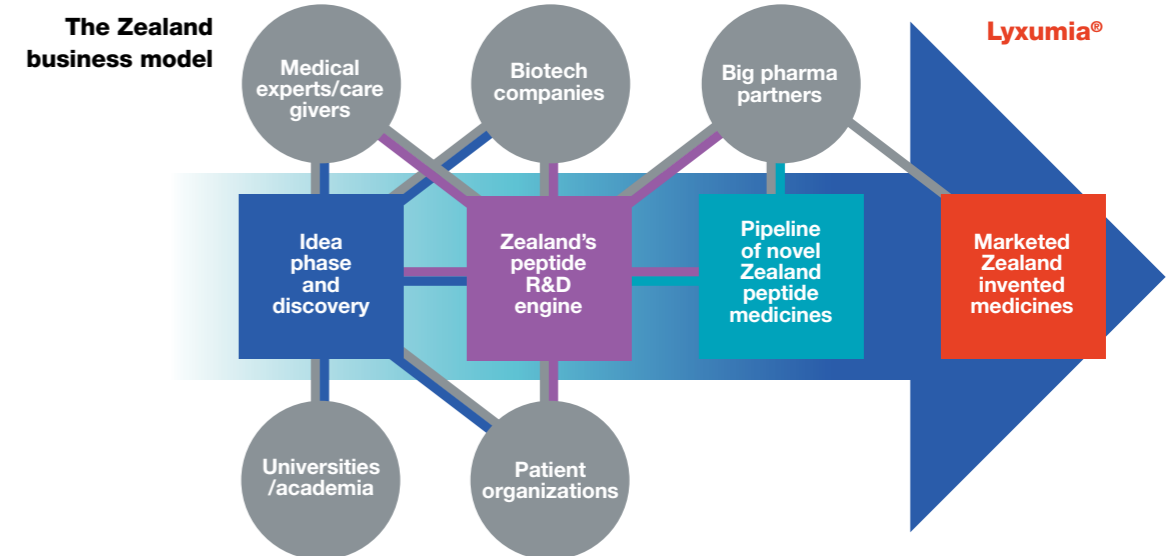 The Zealand
business model
Lyxumia®
Medical
experts/care
givers
Biotech
companies
Big pharma
partners
Idea
phase
and
discovery
Zealand's
peptide
R&D
engine
Pipeline
of novel
Zealand
peptide
medicines
Marketed
Zealand
invented
medicines
Universities
/academia
Patient
organizations